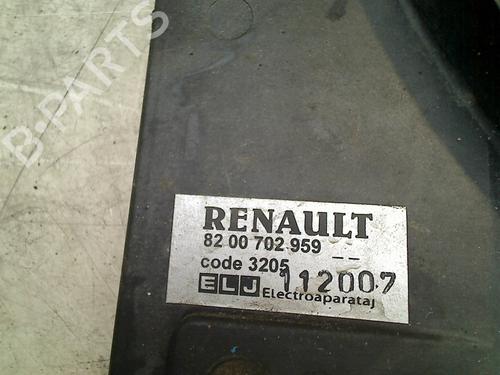 B-PARTS
RENAULT
82 00 702 959 --
code 3205
ELJ 112007
Electroaparataj